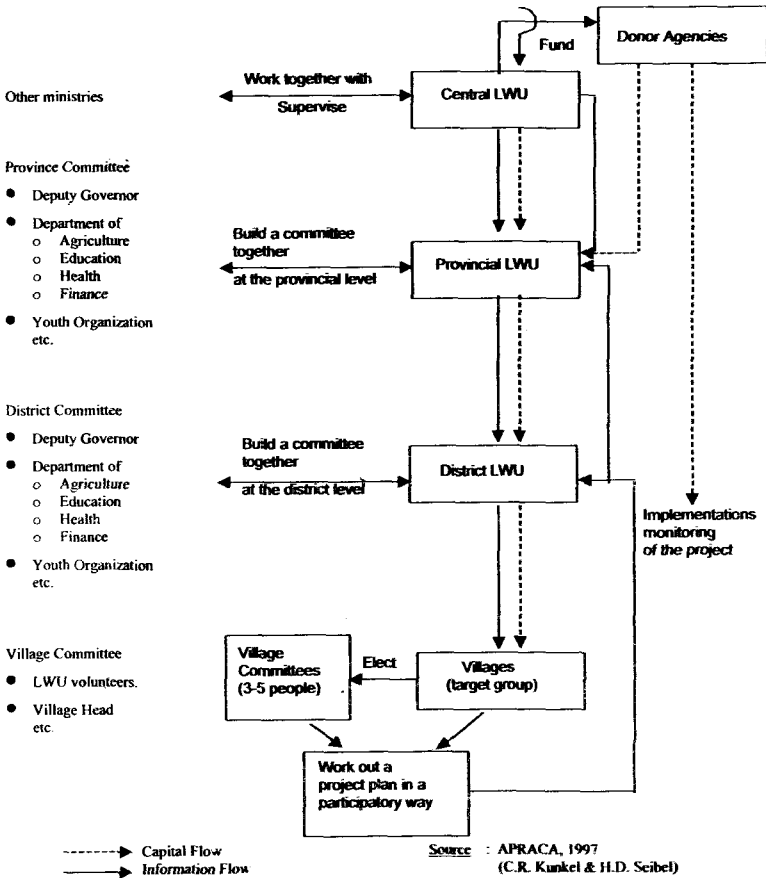 Donor Agencies
Fund
Other ministries
Work together with
Supervise
Central LWU
Province Committee
● Deputy Governor
● Department of
o Agriculture
o Education
o Health
o Finance
● Youth Organization
etc.
Build a committee
together
at the provincial level
Provincial LWU
District Committee
● Deputy Governor
● Department of
o Agriculture
o Education
o Health
o Finance
● Youth Organization
etc.
Build a committee
together
at the district level
District LWU
Implementations
monitoring
of the project
Village Committee
● LWU volunteers.
● Village Head
etc.
Village
Committees
(3-5 people)
Elect
Villages
(target group)
Work out a
project plan in a
participatory way
Capital Flow
Information Flow
Source : APRACA, 1997
(C.R. Kunkel & H.D. Seibel)